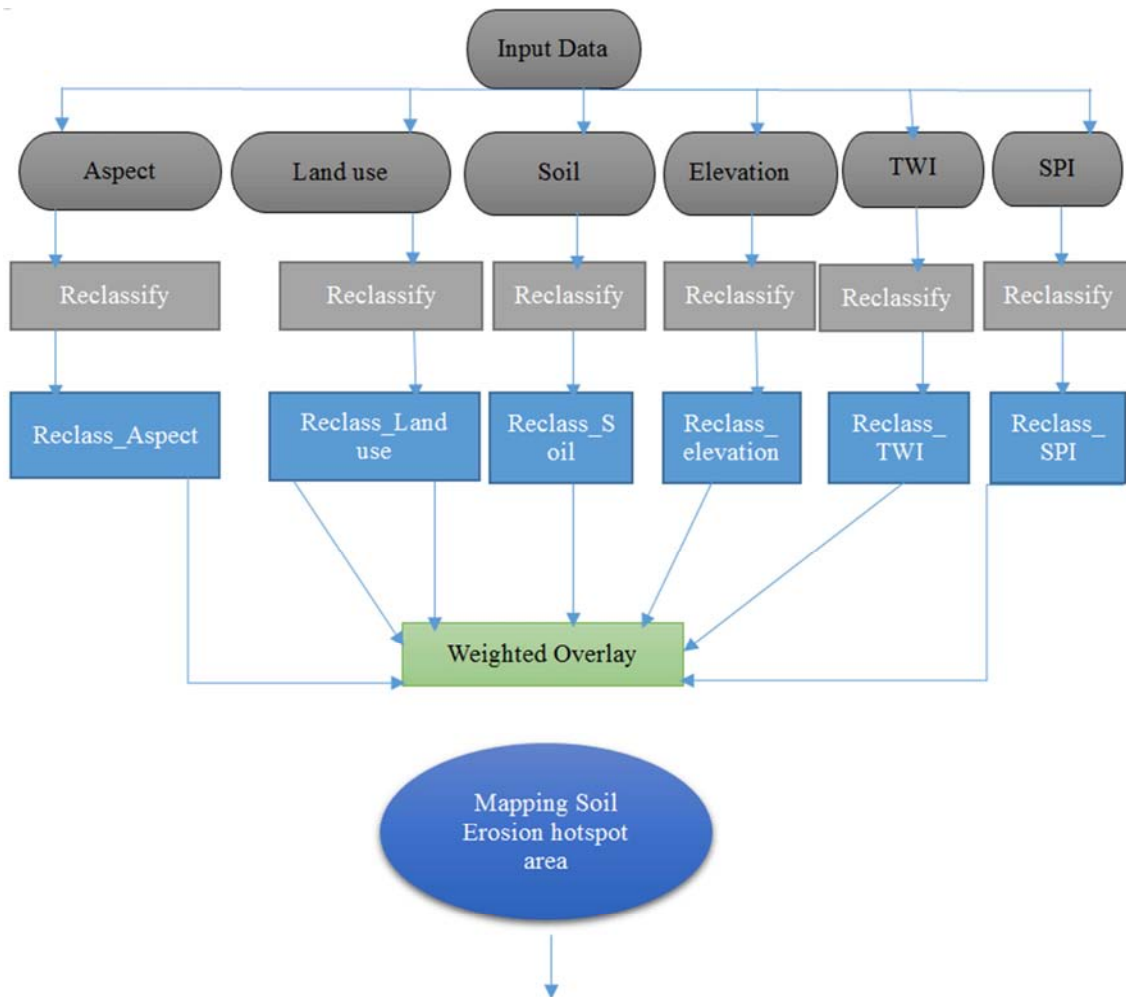 Input Data
Aspect
Land use
Soil
Elevation
TWI
SPI
Reclassify
Reclassify
Reclassify
Reclassify
Reclassify
Reclassify
Reclass_Aspect
Reclass_Land
use
Reclass_S
oil
Reclass_
elevation
Reclass_
TWI
Reclass_
SPI
Weighted Overlay
Mapping Soil
Erosion hotspot
area